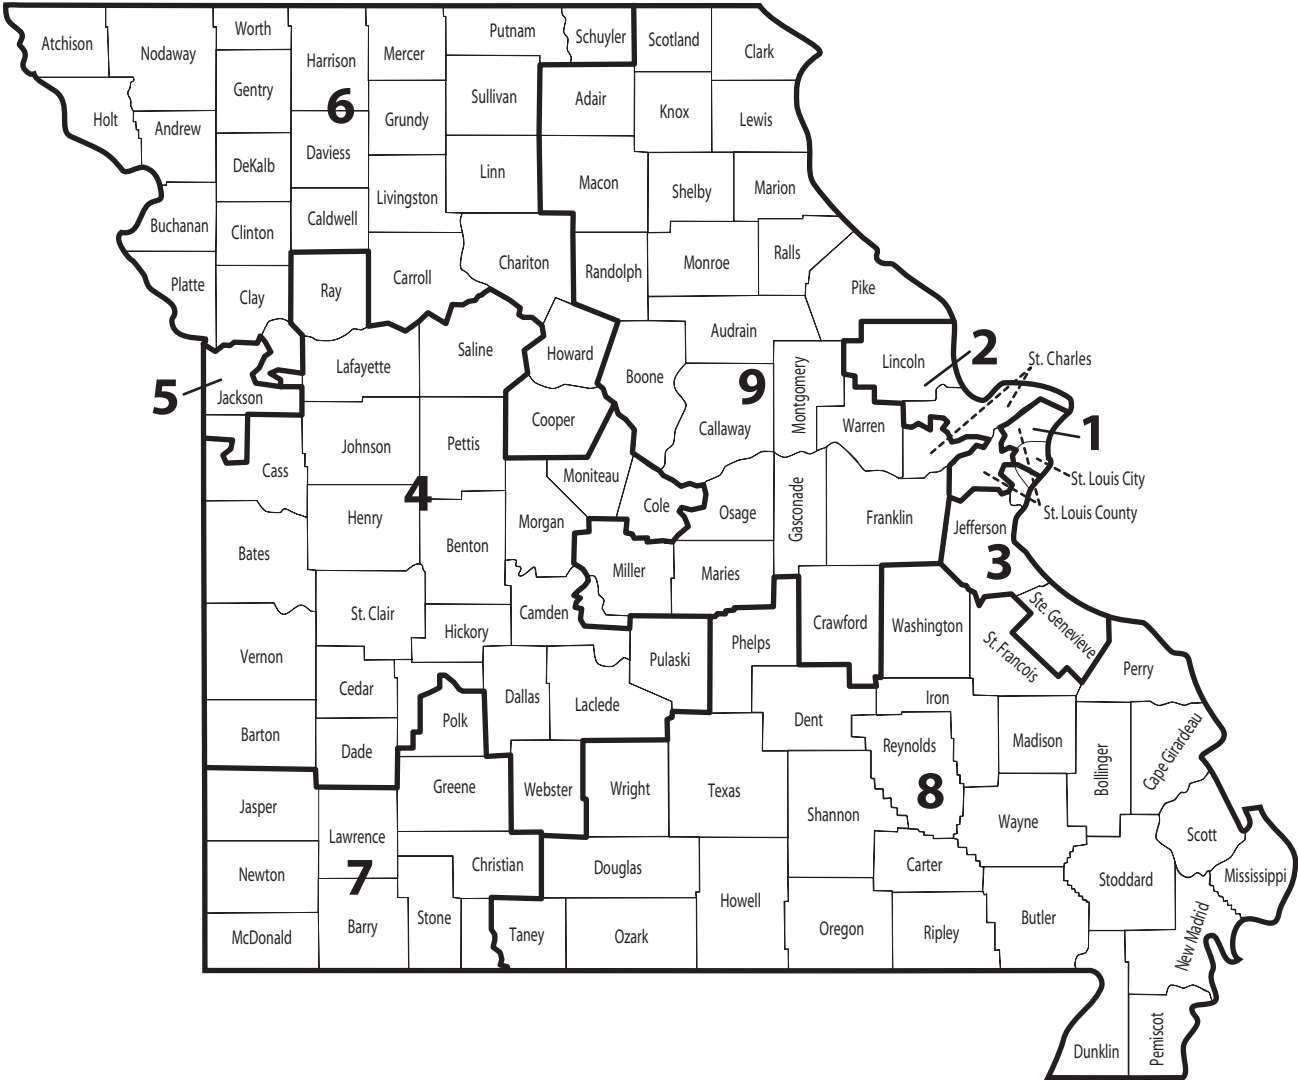 Atchison
Nodaway
Worth
Harrison
Mercer
Putnam
Schuyler
Scotland
Clark
Gentry
Sullivan
Adair
Knox
Lewis
6
Holt
Andrew
Grundy
DeKalb
Daviess
Linn
Macon
Shelby
Marion
Livingston
Buchanan
Clinton
Caldwell
Chariton
Randolph
Monroe
Ralls
Platte
Clay
Ray
Carroll
Pike
Audrain
Lafayette
Saline
Howard
Boone
9
Montgomery
Lincoln
2
St. Charles
5
Jackson
Cooper
Callaway
Warren
1
Johnson
Pettis
Cass
Moniteau
St. Louis City
4
Henry
Morgan
Cole
Osage
Gasconade
Franklin
St. Louis County
Jefferson
Bates
Benton
Miller
Maries
3
St. Clair
Camden
Crawford
Washington
Ste. Genevieve
Hickory
Phelps
St. Francois
Vernon
Pulaski
Perry
Cedar
Dallas
Laclede
Iron
Polk
Dent
Barton
Dade
Reynolds
Madison
Bollinger
Cape Girardeau
Jasper
Greene
Webster
Wright
Texas
8
Shannon
Wayne
Lawrence
Scott
7
Newton
Christian
Douglas
Carter
Stoddard
Mississippi
Howell
McDonald
Barry
Stone
Taney
Ozark
Oregon
Ripley
Butler
New Madrid
Dunklin
Pemiscot